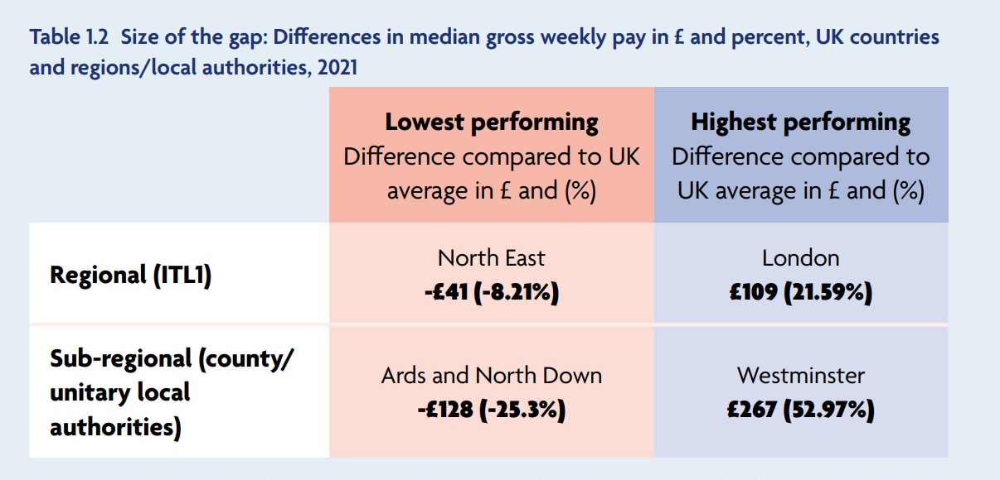 Table 1.2 Size of the gap: Differences in median gross weekly pay in £ and percent, UK countries
and regions/local authorities, 2021
Lowest performing
Difference compared to UK
average in £ and (%)
Highest performing
Difference compared to
UK average in £ and (%)
Regional (ITL1)
North East
-£41 (-8.21%)
London
£109 (21.59%)
Sub-regional (county/
unitary local
authorities)
Ards and North Down
-£128 (-25.3%)
Westminster
£267 (52.97%)